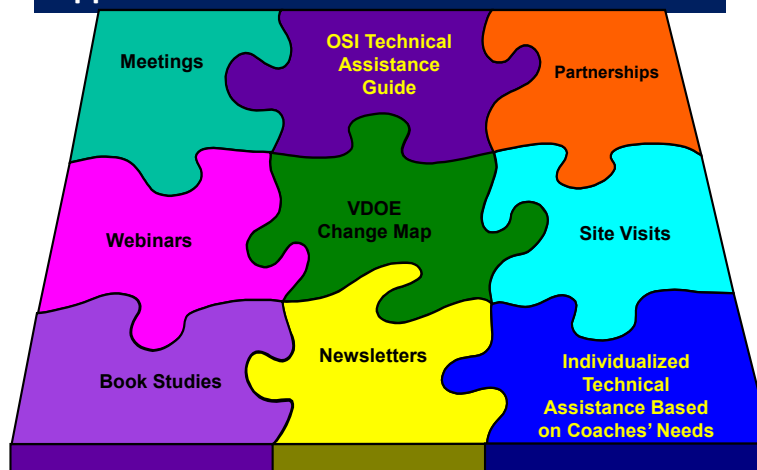 Meetings
OSI Technical
Assistance
Guide
Partnerships
Webinars
VDOE
Change Map
Site Visits
Book Studies
Newsletters
Individualized
Technical
Assistance Based
on Coaches' Needs